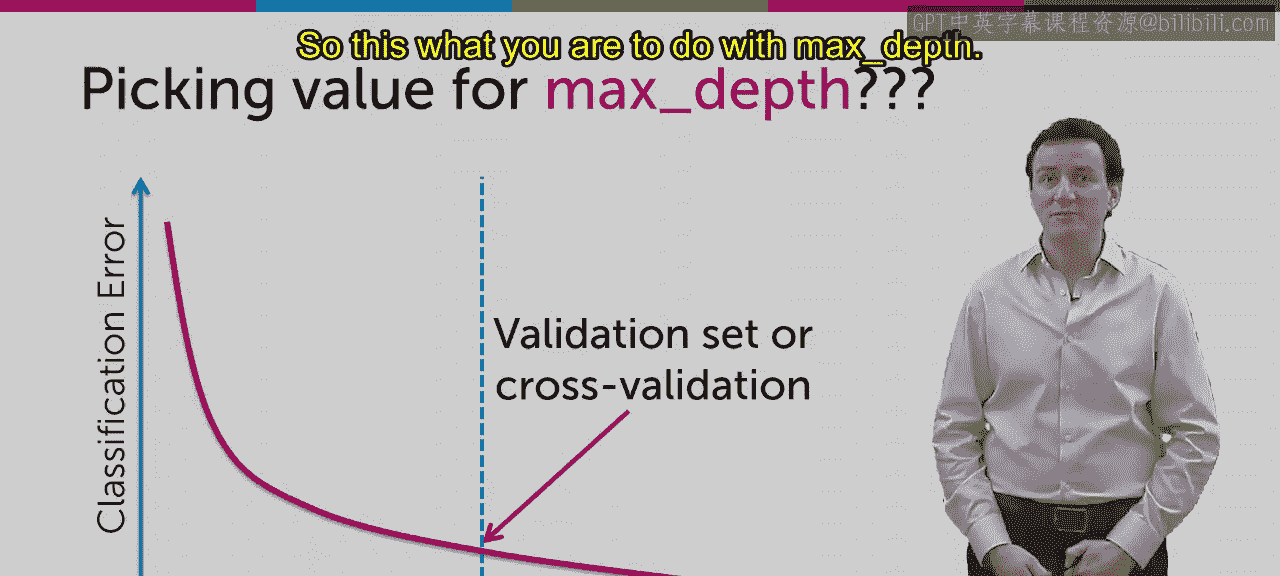 GPT中英字幕课程资源@bilibili.com
So this what you are to do with max_depth.
Picking value for max_depth???
Classification Error
Validation set or
cross-validation